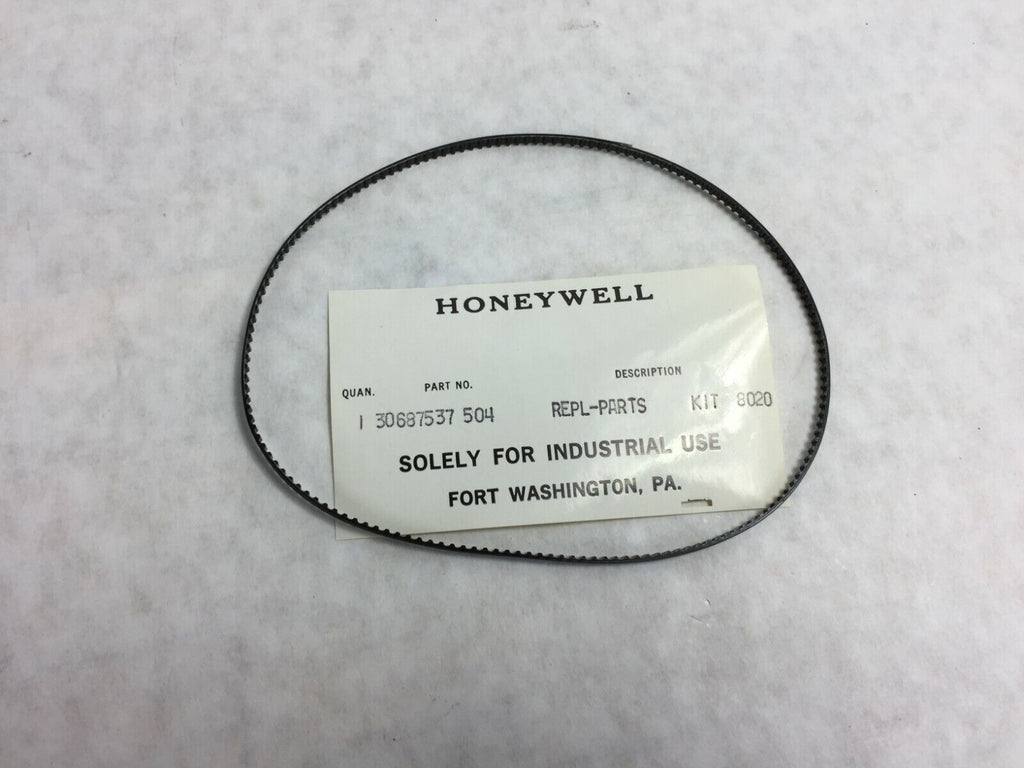 HONEYWELL
QUAN. PART NO. DESCRIPTION
1 30687537 504 REPL-PARTS KIT 8020
SOLELY FOR INDUSTRIAL USE
FORT WASHINGTON, PA.